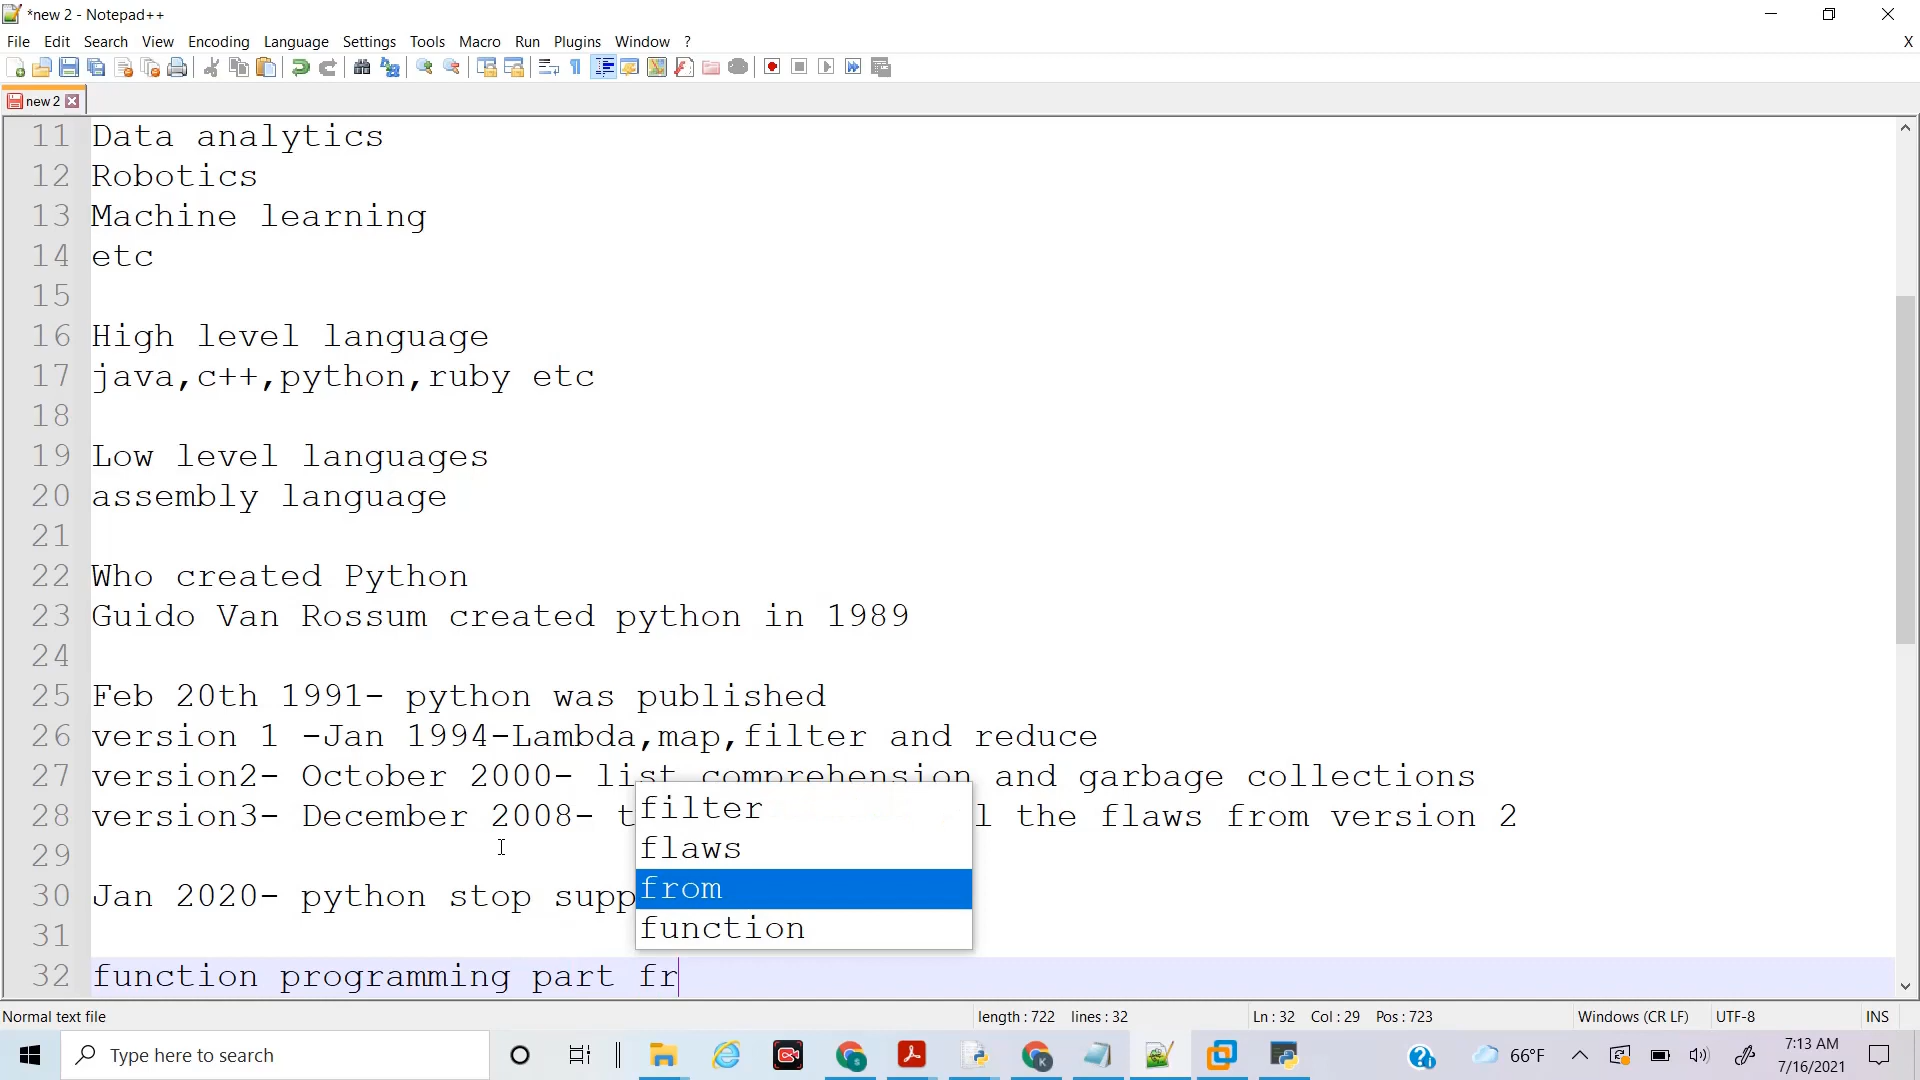 *new 2 - Notepad++
File Edit Search View Encoding Language Settings Tools Macro Run Plugins Window ?
X
new 2
11 Data analytics
12 Robotics
13 Machine learning
14 etc
15
16 High level language
17 java,c++,python,ruby etc
18
19 Low level languages
20 assembly language
21
22 Who created Python
23 Guido Van Rossum created python in 1989
24
25 Feb 20th 1991- python was published
26 version 1 -Jan 1994-Lambda,map,filter and reduce
27 version2- October 2000- list comprehension and garbage collections
28 version3- December 2008- t l the flaws from version 2
29
30 Jan 2020- python stop supp
31
32 function programming part fr
filter
flaws
from
function
Normal text file length : 722 lines : 32 Ln : 32 Col : 29 Pos : 723 Windows (CR LF) UTF-8 INS
Type here to search
66°F
7:13 AM
7/16/2021